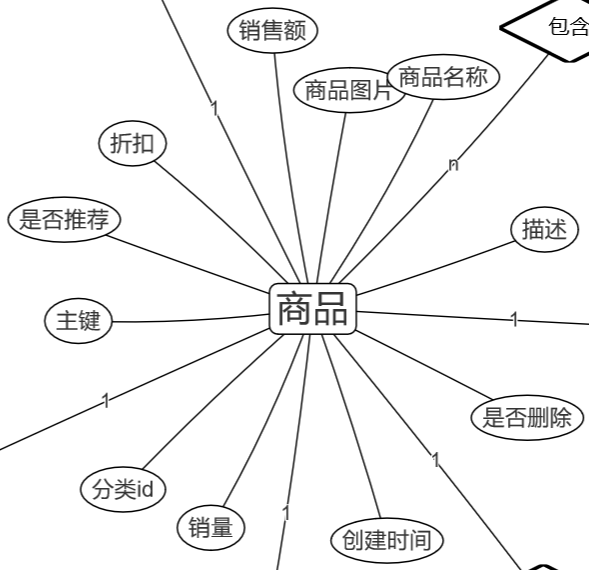 包含
销售额
商品图片
商品名称
1
折扣
n
是否推荐
描述
商品
主键
1
1
是否删除
1
分类id
1
销量
创建时间